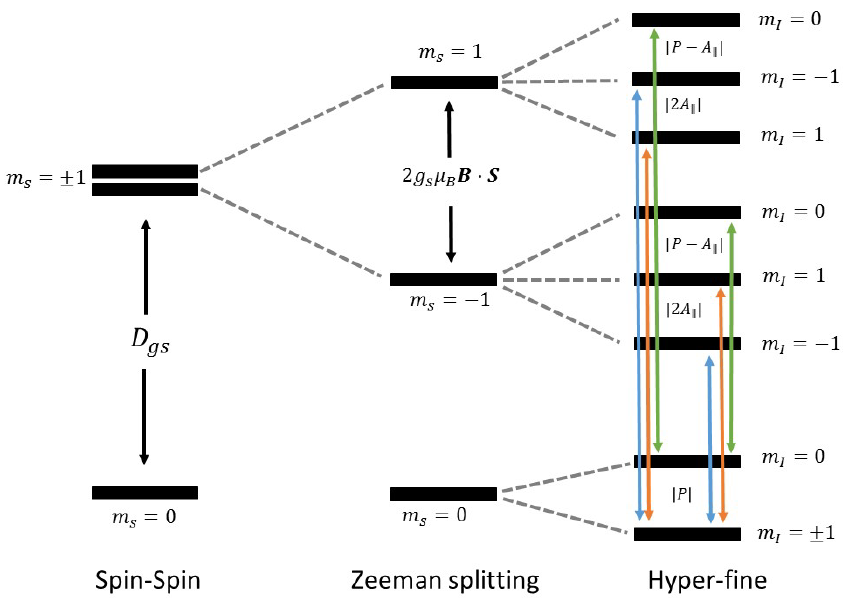 m_I = 0
|P − A_∥|
m_s = 1
m_I = −1
|2A_∥|
m_I = 1
m_s = ±1
2g_sμ_B𝑩 · 𝑺
m_I = 0
|P − A_∥|
m_I = 1
m_s = −1
|2A_∥|
D_gs
m_I = −1
m_I = 0
|P|
m_s = 0
m_s = 0
m_I = ±1
Spin-Spin
Zeeman splitting
Hyper-fine